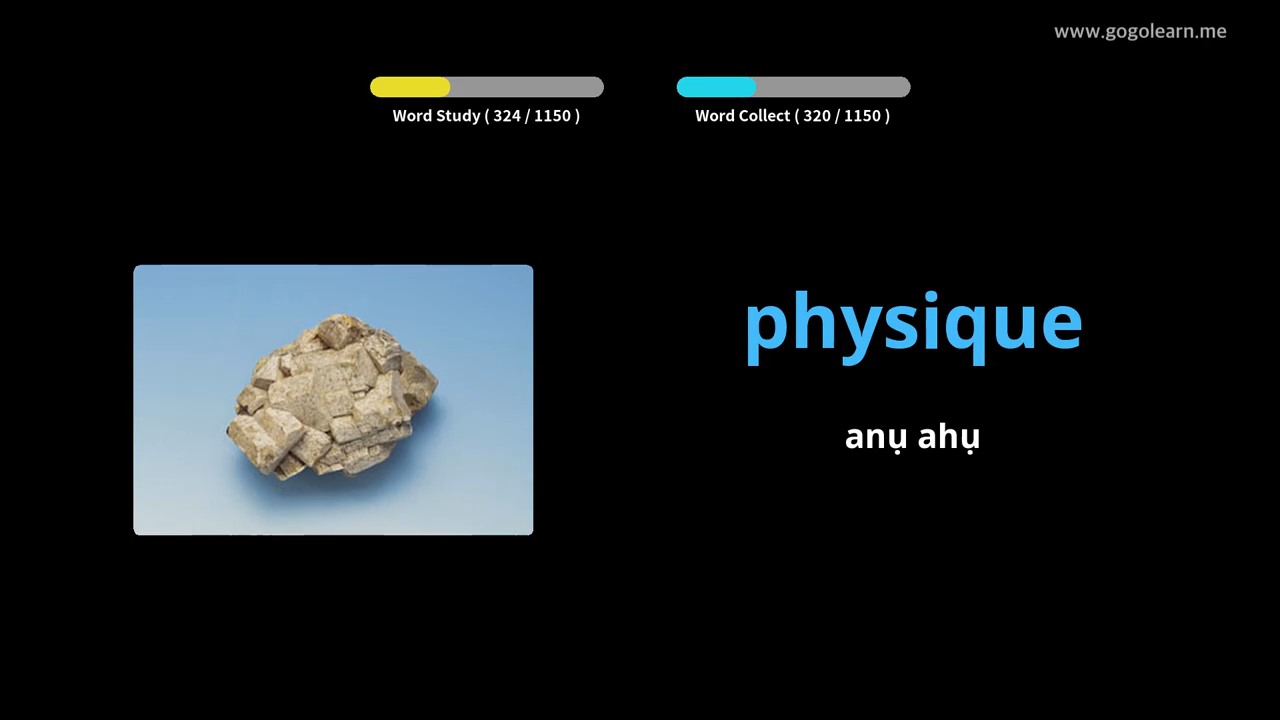 www.gogolearn.me
Word Study ( 324 / 1150 )
Word Collect ( 320 / 1150 )
physique
anụ ahụ